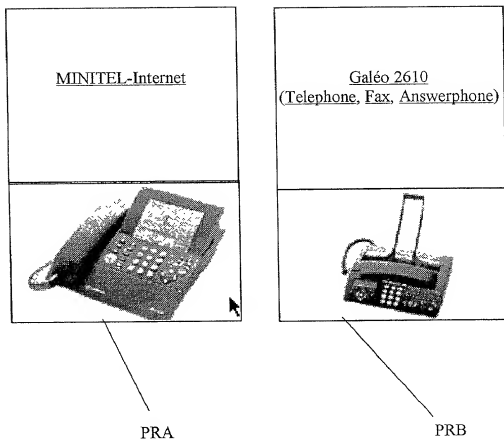 MINITEL-Internet
Galéo 2610
(Telephone, Fax, Answerphone)
PRA
PRB